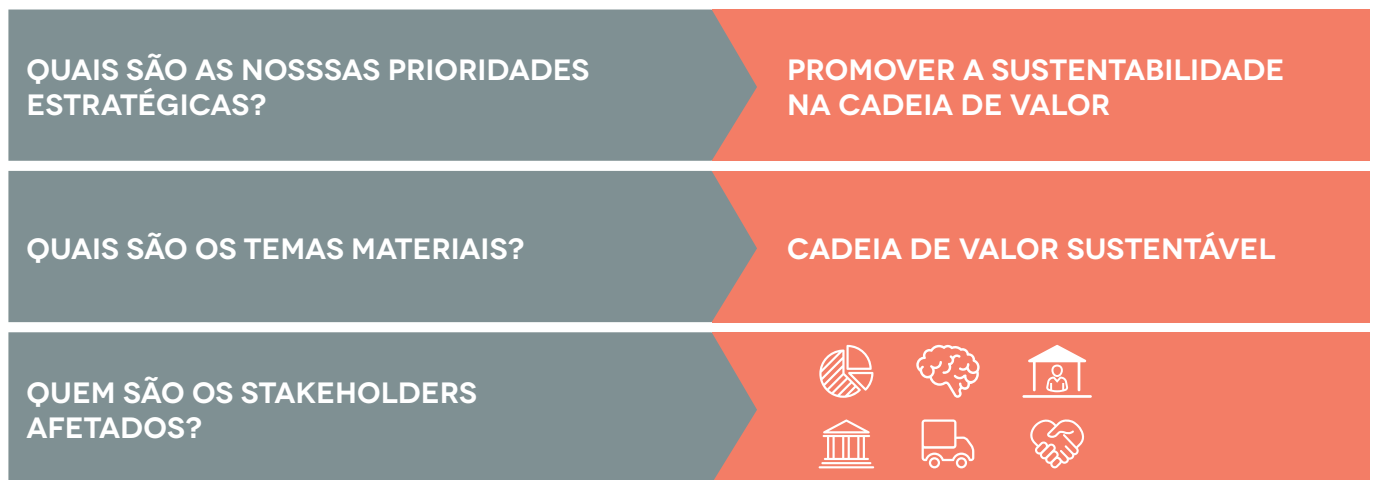 QUAIS SÃO AS NOSSSAS PRIORIDADES
ESTRATÉGICAS?
PROMOVER A SUSTENTABILIDADE
NA CADEIA DE VALOR
QUAIS SÃO OS TEMAS MATERIAIS?
CADEIA DE VALOR SUSTENTÁVEL
QUEM SÃO OS STAKEHOLDERS
AFETADOS?